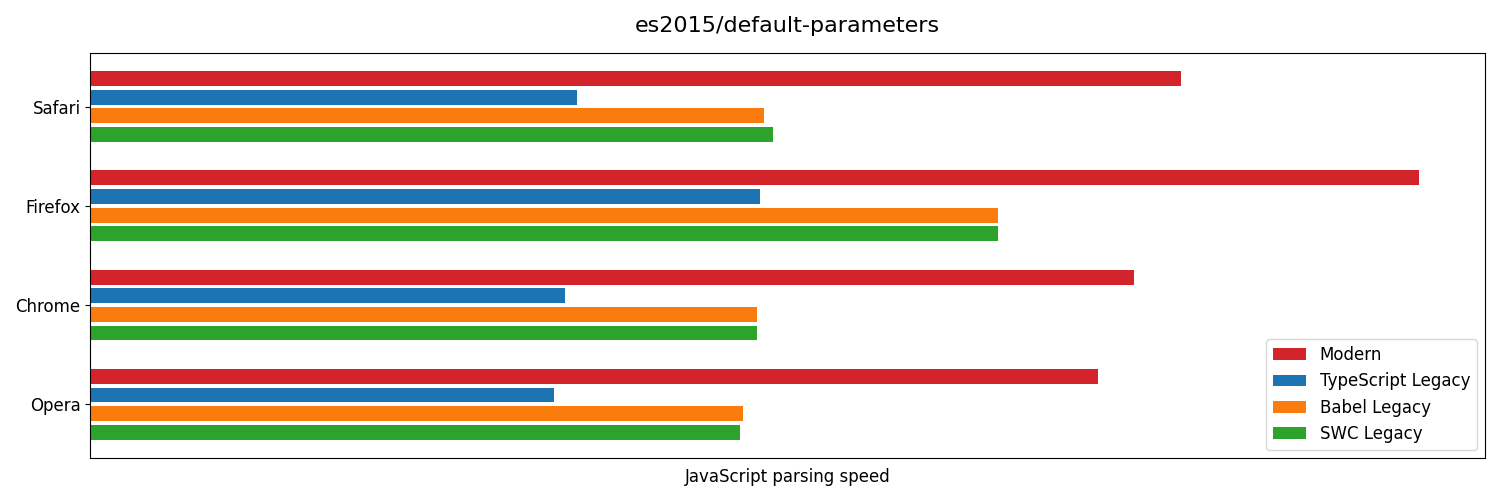 es2015/default-parameters
Safari
Firefox
Chrome
Opera
Modern
TypeScript Legacy
Babel Legacy
SWC Legacy
JavaScript parsing speed